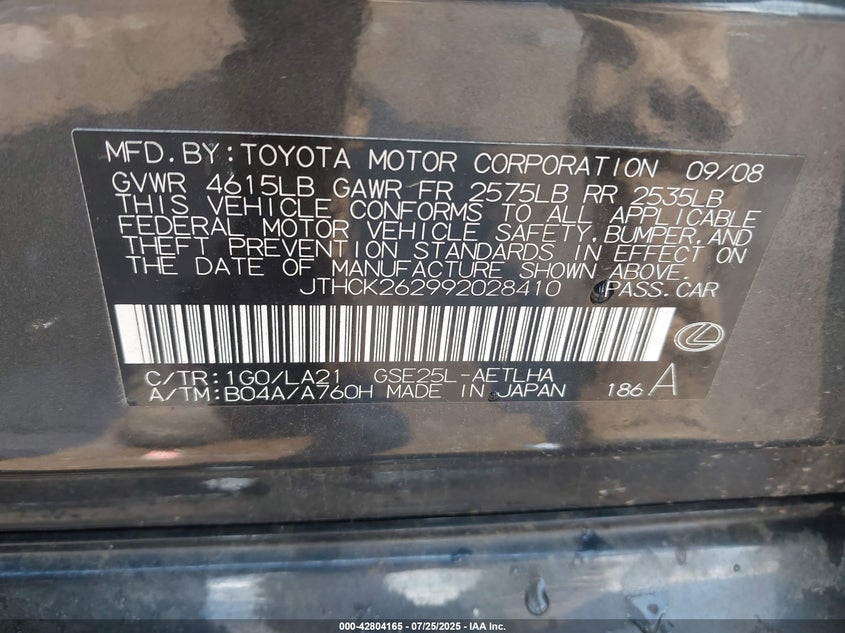 MFD.BY:TOYOTA MOTOR CORPORATION 09/08
GVWR 4615LB GAWR FR 2575LB RR 2535LB
THIS VEHICLE CONFORMS TO ALL APPLICABLE
FEDERAL MOTOR VEHICLE SAFETY,BUMPER,AND
THEFT PREVENTION STANDARDS IN EFFECT ON
THE DATE OF MANUFACTURE SHOWN ABOVE.
JTHCK262992028410 PASS.CAR
C/TR:1G0/LA21 GSE25L-AETLHA
A/TM:B04A/A760H MADE IN JAPAN 186 A
000-42804165 - 07/25/2025 - IAA Inc.